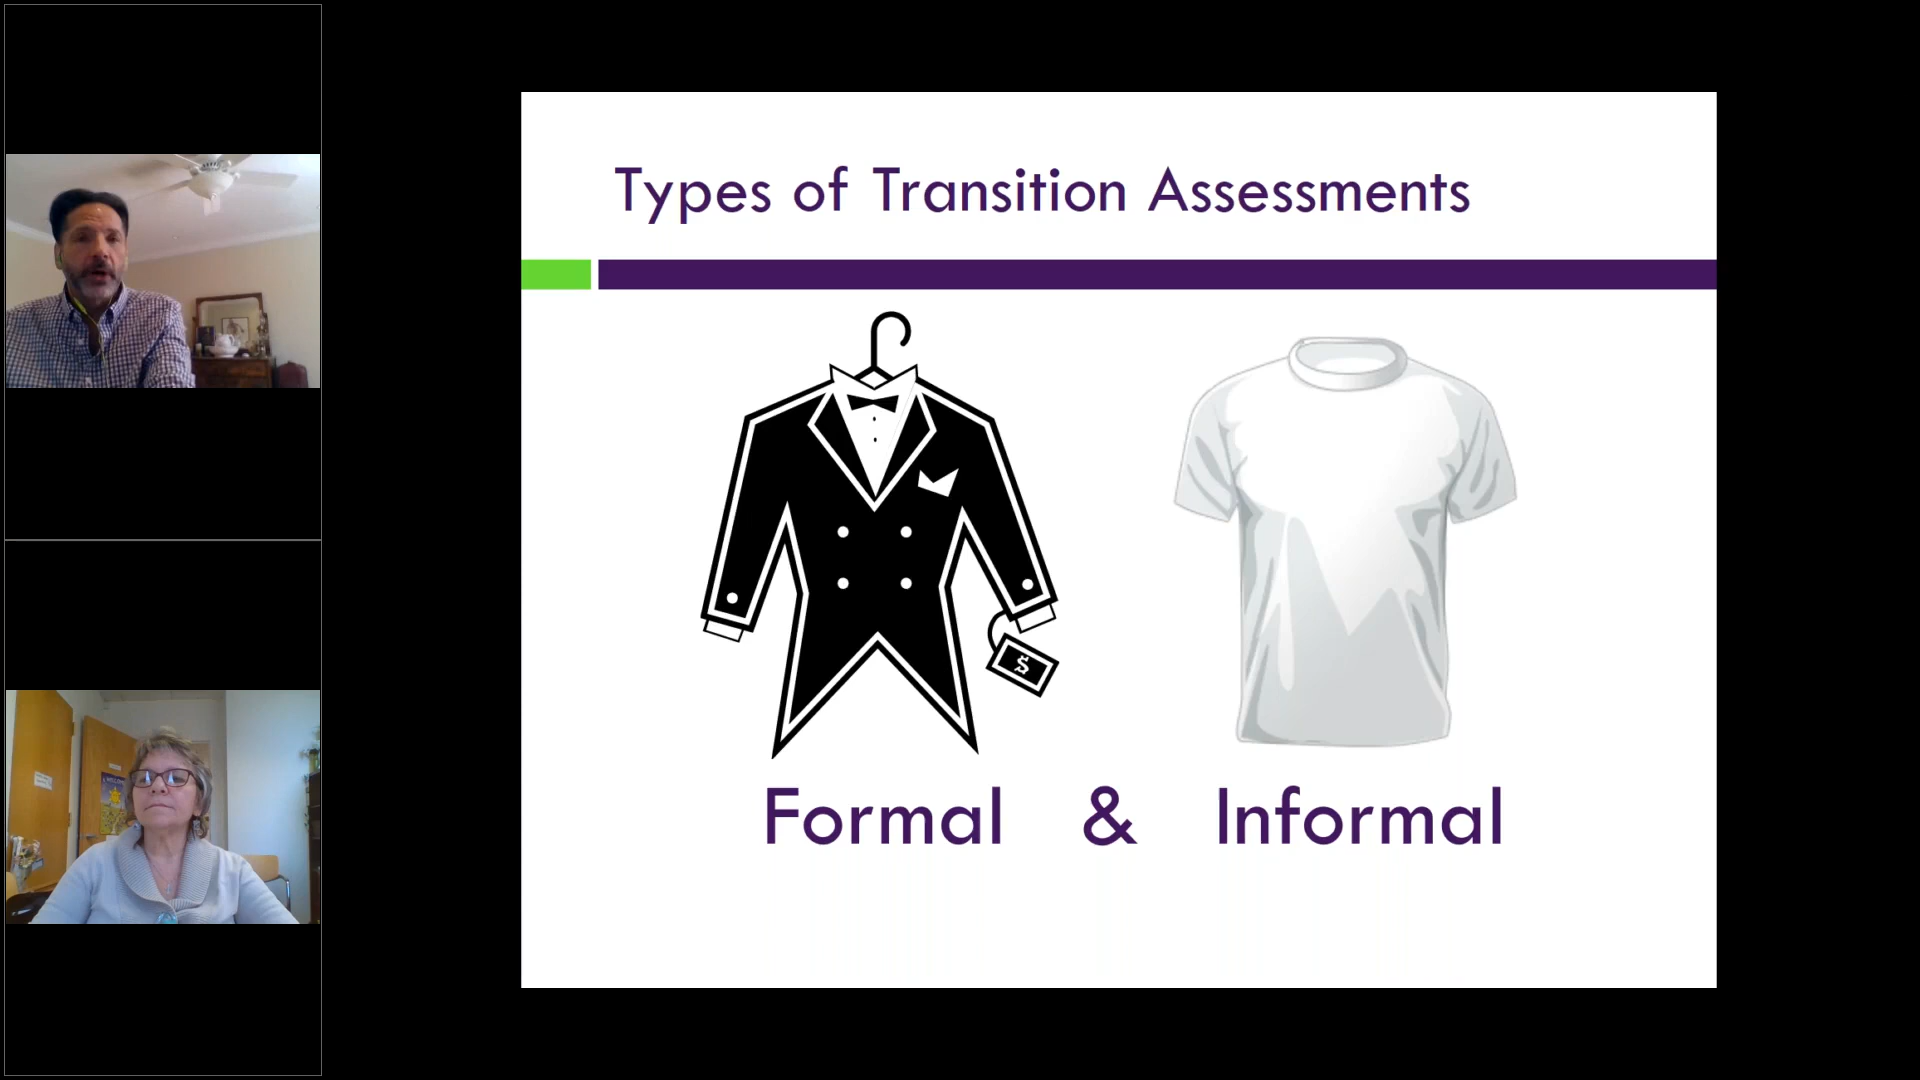 Types of Transition Assessments
$
Formal & Informal